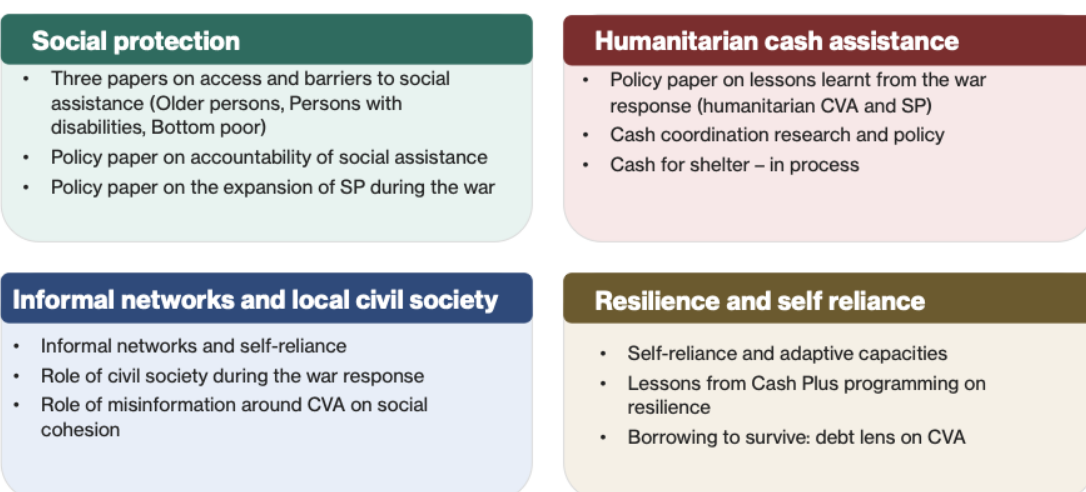 Social protection
• Three papers on access and barriers to social
assistance (Older persons, Persons with
disabilities, Bottom poor)
• Policy paper on accountability of social assistance
• Policy paper on the expansion of SP during the war
Humanitarian cash assistance
• Policy paper on lessons learnt from the war
response (humanitarian CVA and SP)
• Cash coordination research and policy
• Cash for shelter – in process
Informal networks and local civil society
• Informal networks and self-reliance
• Role of civil society during the war response
• Role of misinformation around CVA on social
cohesion
Resilience and self reliance
• Self-reliance and adaptive capacities
• Lessons from Cash Plus programming on
resilience
• Borrowing to survive: debt lens on CVA